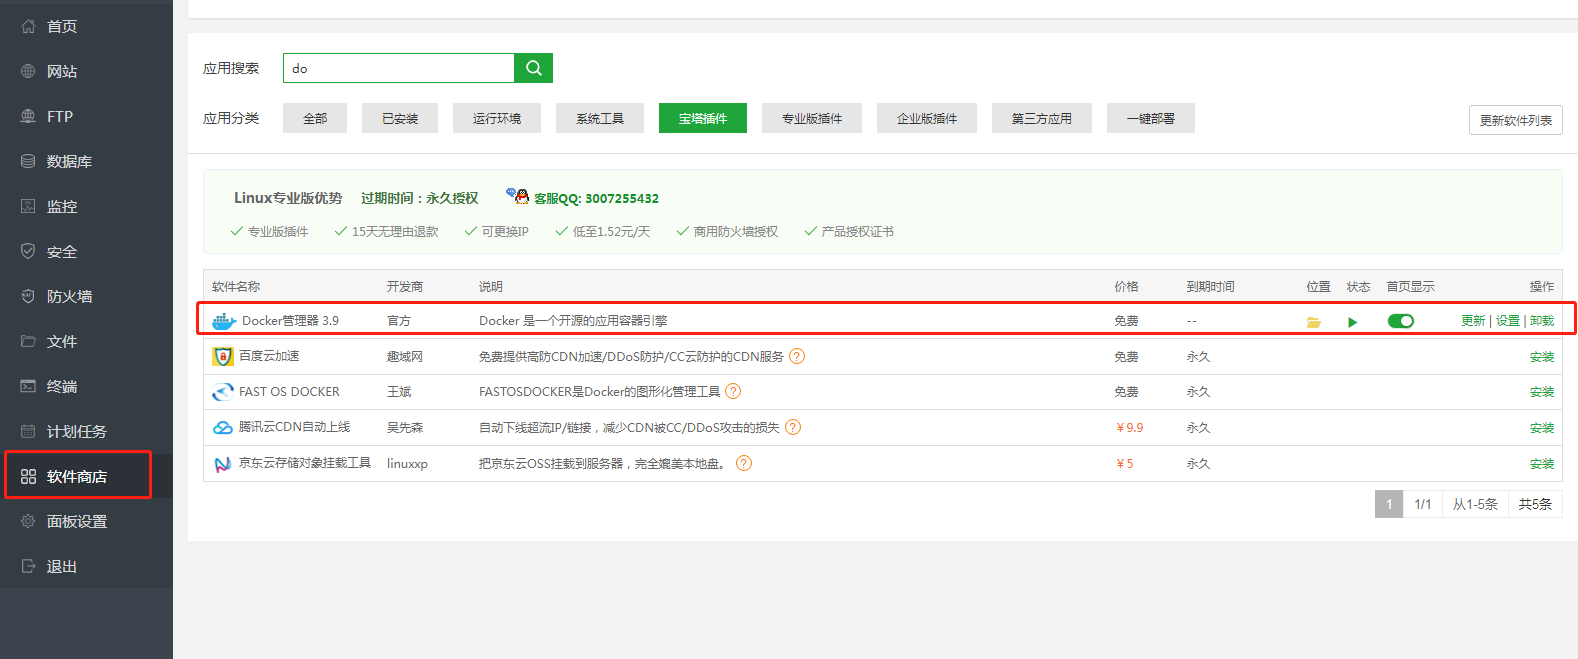 首页
网站
FTP
数据库
监控
安全
防火墙
文件
终端
计划任务
软件商店
面板设置
退出
应用搜索 do
应用分类 全部 已安装 运行环境 系统工具 宝塔插件 专业版插件 企业版插件 第三方应用 一键部署 更新软件列表
Linux专业版优势 过期时间：永久授权 客服QQ: 3007255432
专业版插件 15天无理由退款 可更换IP 低至1.52元/天 商用防火墙授权 产品授权证书
软件名称 开发商 说明 价格 到期时间 位置 状态 首页显示 操作
Docker管理器 3.9 官方 Docker 是一个开源的应用容器引擎 免费 -- 更新 | 设置 | 卸载
百度云加速 趣域网 免费提供高防CDN加速/DDoS防护/CC云防护的CDN服务 ? 免费 永久 安装
FAST OS DOCKER 王斌 FASTOSDOCKER是Docker的图形化管理工具 ? 免费 永久 安装
腾讯云CDN自动上线 吴先森 自动下线超流IP/链接，减少CDN被CC/DDoS攻击的损失 ? ￥9.9 永久 安装
京东云存储对象挂载工具 linuxxp 把京东云OSS挂载到服务器，完全媲美本地盘。 ? ￥5 永久 安装
1 1/1 从1-5条 共5条